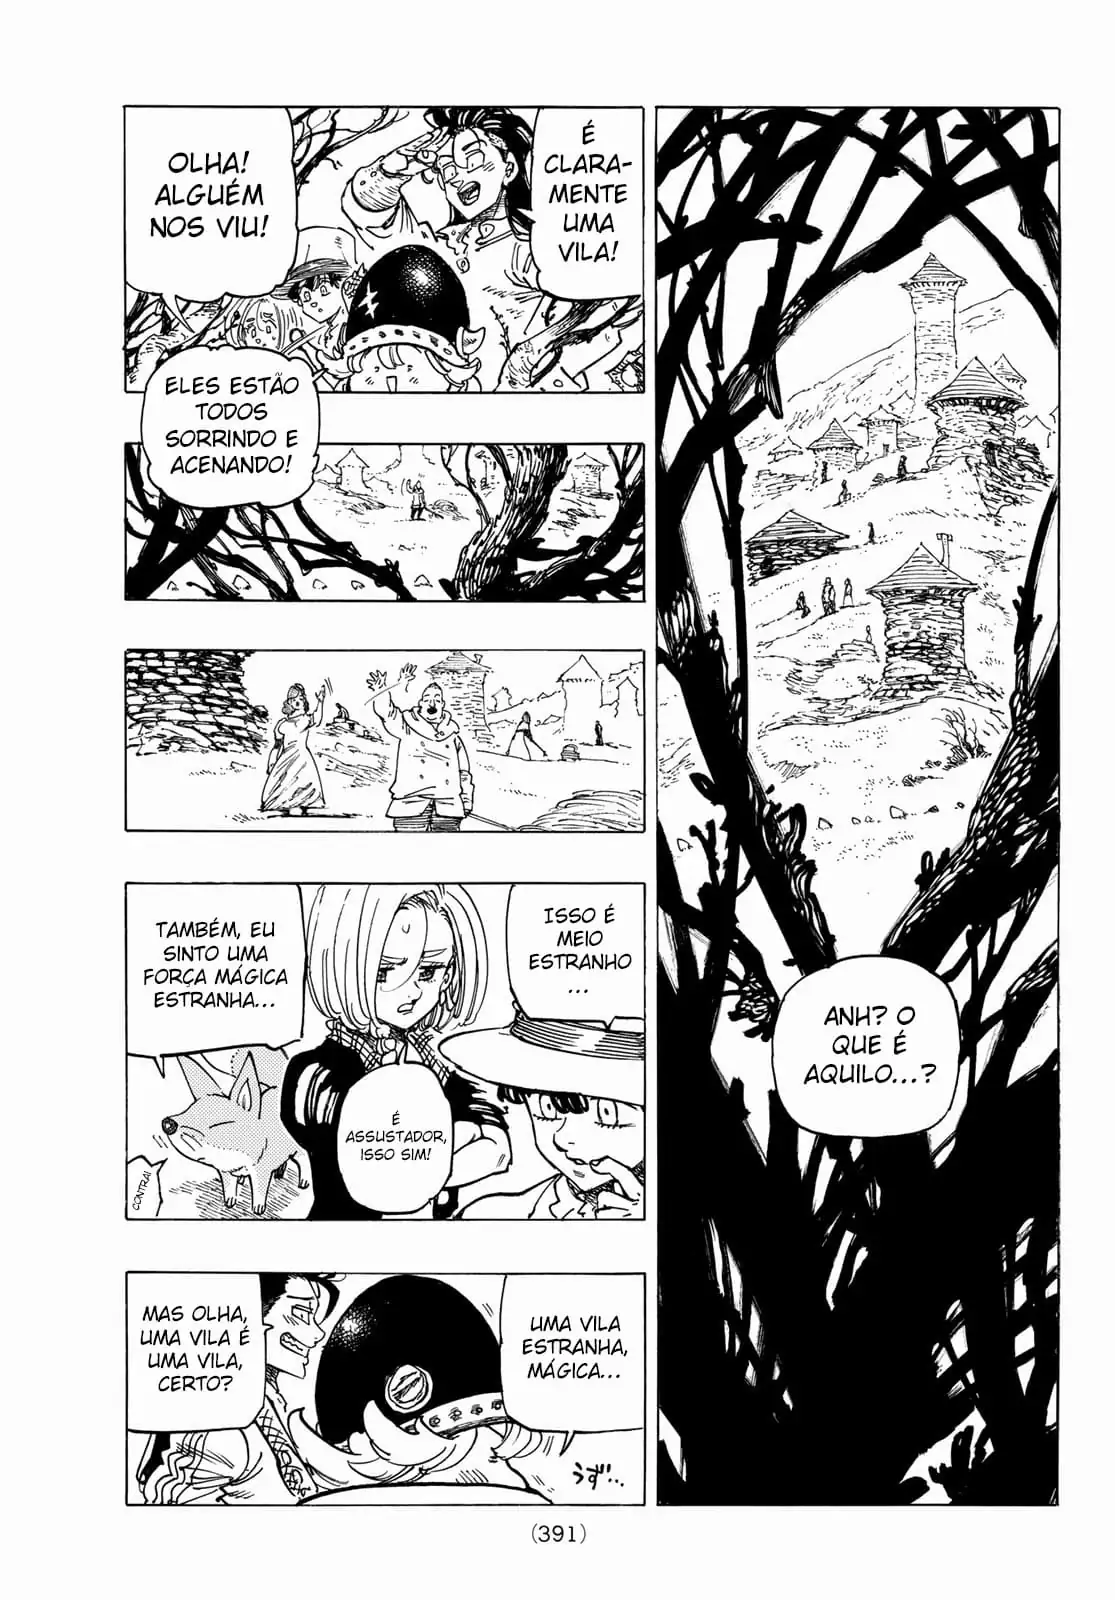 ANH? O
QUE É
AQUILO...?
É
CLARA-
MENTE
UMA
VILA!
OLHA!
ALGUÉM
NOS VIU!
ELES ESTÃO
TODOS
SORRINDO E
ACENANDO!
ISSO É
MEIO
ESTRANHO
...
TAMBÉM, EU
SINTO UMA
FORÇA MÁGICA
ESTRANHA...
É
ASSUSTADOR,
ISSO SIM!
CONTRAI
UMA VILA
ESTRANHA,
MÁGICA...
MAS OLHA,
UMA VILA É
UMA VILA,
CERTO?
うずい..
(391)